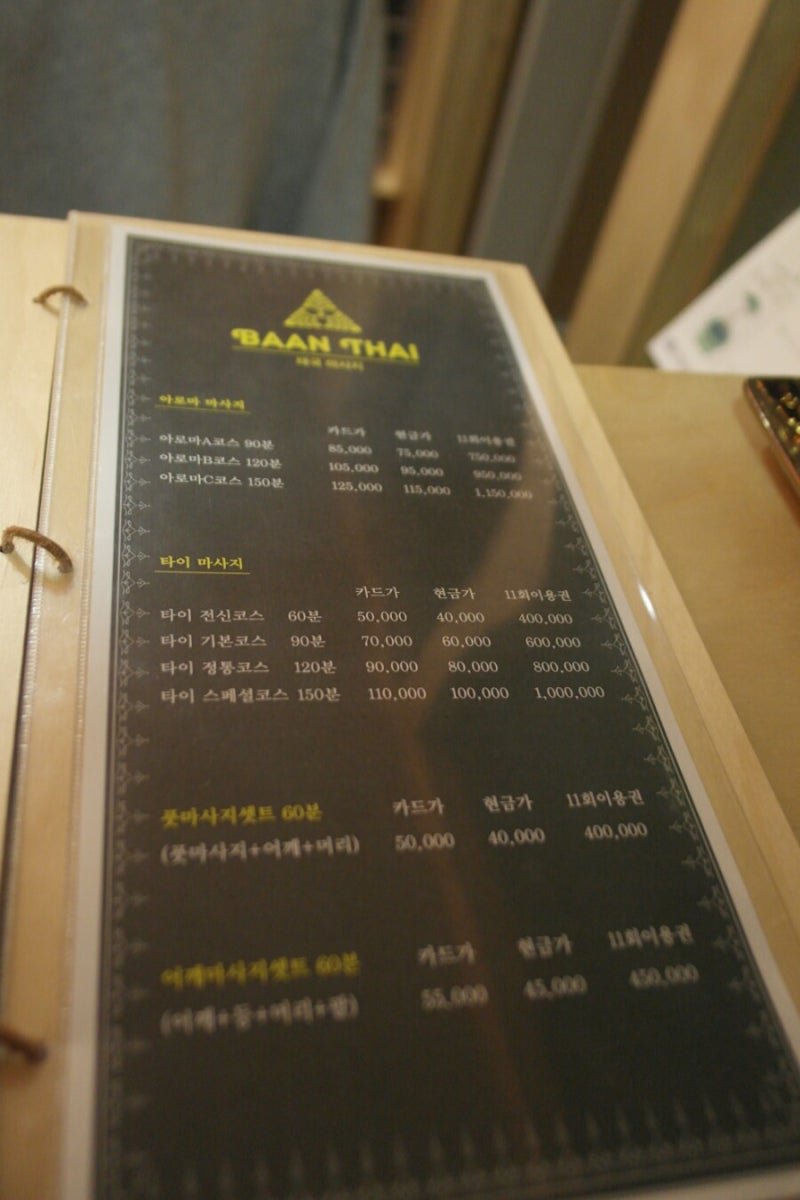 BAAN THAI
태국 마사지
아로마 마사지
카드가 현금가 11회이용권
아로마A코스 90분 85,000 75,000 750,000
아로마B코스 120분 105,000 95,000 950,000
아로마C코스 150분 125,000 115,000 1,150,000
타이 마사지
카드가 현금가 11회이용권
타이 전신코스 60분 50,000 40,000 400,000
타이 기본코스 90분 70,000 60,000 600,000
타이 정통코스 120분 90,000 80,000 800,000
타이 스페셜코스 150분 110,000 100,000 1,000,000
풋마사지셋트 60분 카드가 현금가 11회이용권
(풋마사지+어깨+머리) 50,000 40,000 400,000
어깨마사지셋트 60분 카드가 현금가 11회이용권
(어깨+등+머리+팔) 55,000 45,000 450,000